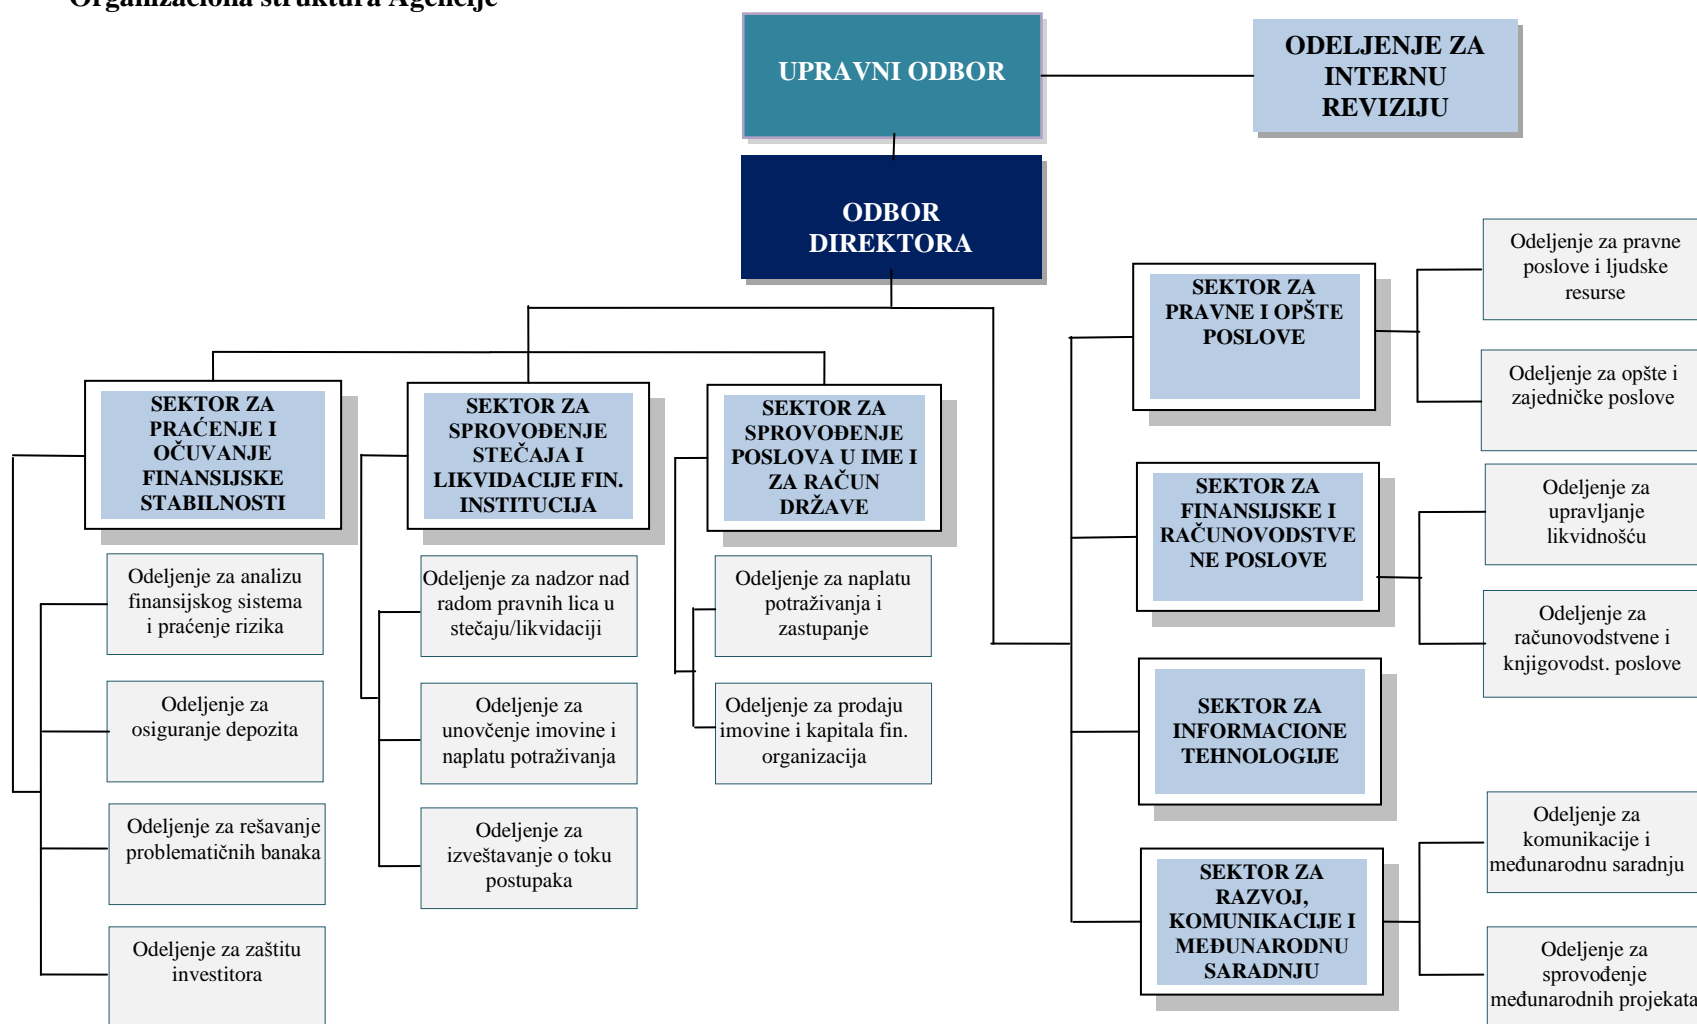 Organizaciona struktura Agencije
UPRAVNI ODBOR
ODELJENJE ZA
INTERNU
REVIZIJU
ODBOR
DIREKTORA
SEKTOR ZA
PRAĆENJE I
OČUVANJE
FINANSIJSKE
STABILNOSTI
Odeljenje za analizu
finansijskog sistema
i praćenje rizika
Odeljenje za
osiguranje depozita
Odeljenje za rešavanje
problematičnih banaka
Odeljenje za zaštitu
investitora
SEKTOR ZA
SPROVOĐENJE
STEČAJA I
LIKVIDACIJE FIN.
INSTITUCIJA
Odeljenje za nadzor nad
radom pravnih lica u
stečaju/likvidaciji
Odeljenje za
unovčenje imovine i
naplatu potraživanja
Odeljenje za
izveštavanje o toku
postupaka
SEKTOR ZA
SPROVOĐENJE
POSLOVA U IME I
ZA RAČUN
DRŽAVE
Odeljenje za naplatu
potraživanja i
zastupanje
Odeljenje za prodaju
imovine i kapitala fin.
organizacija
SEKTOR ZA
PRAVNE I OPŠTE
POSLOVE
Odeljenje za pravne
poslove i ljudske
resurse
Odeljenje za opšte i
zajedničke poslove
SEKTOR ZA
FINANSIJSKE I
RAČUNOVODSTVE
NE POSLOVE
Odeljenje za
upravljanje
likvidnošću
Odeljenje za
računovodstvene i
knjigovodst. poslove
SEKTOR ZA
INFORMACIONE
TEHNOLOGIJE
SEKTOR ZA
RAZVOJ,
KOMUNIKACIJE I
MEĐUNARODNU
SARADNJU
Odeljenje za
komunikacije i
međunarodnu saradnju
Odeljenje za
sprovođenje
međunarodnih projekata